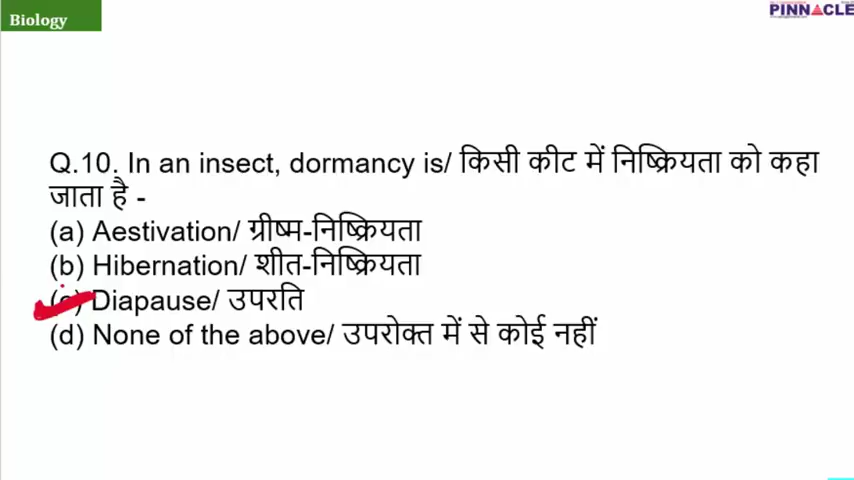 Biology
PINNACLE
Q.10. In an insect, dormancy is/ किसी कीट में निष्क्रियता को कहा
जाता है -
(a) Aestivation/ ग्रीष्म-निष्क्रियता
(b) Hibernation/ शीत-निष्क्रियता
(c) Diapause/ उपरति
(d) None of the above/ उपरोक्त में से कोई नहीं